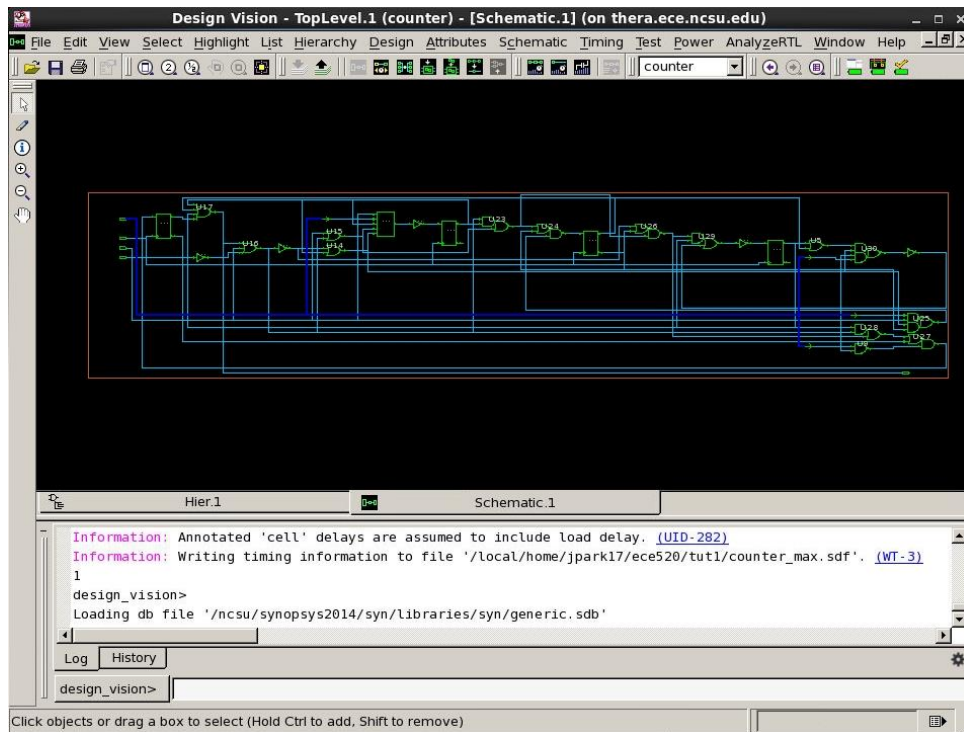 Design Vision - TopLevel.1 (counter) - [Schematic.1] (on thera.ece.ncsu.edu)
File Edit View Select Highlight List Hierarchy Design Attributes Schematic Timing Test Power AnalyzeRTL Window Help
counter
U17
U16
U15
U14
U23
U24
U26
U29
U5
U30
U25
U28
U27
Hier.1 Schematic.1
Information: Annotated 'cell' delays are assumed to include load delay. (UID-282)
Information: Writing timing information to file '/local/home/jpark17/ece520/tut1/counter_max.sdf'. (WT-3)
1
design_vision>
Loading db file '/ncsu/synopsys2014/syn/libraries/syn/generic.sdb'
Log History
design_vision>
Click objects or drag a box to select (Hold Ctrl to add, Shift to remove)